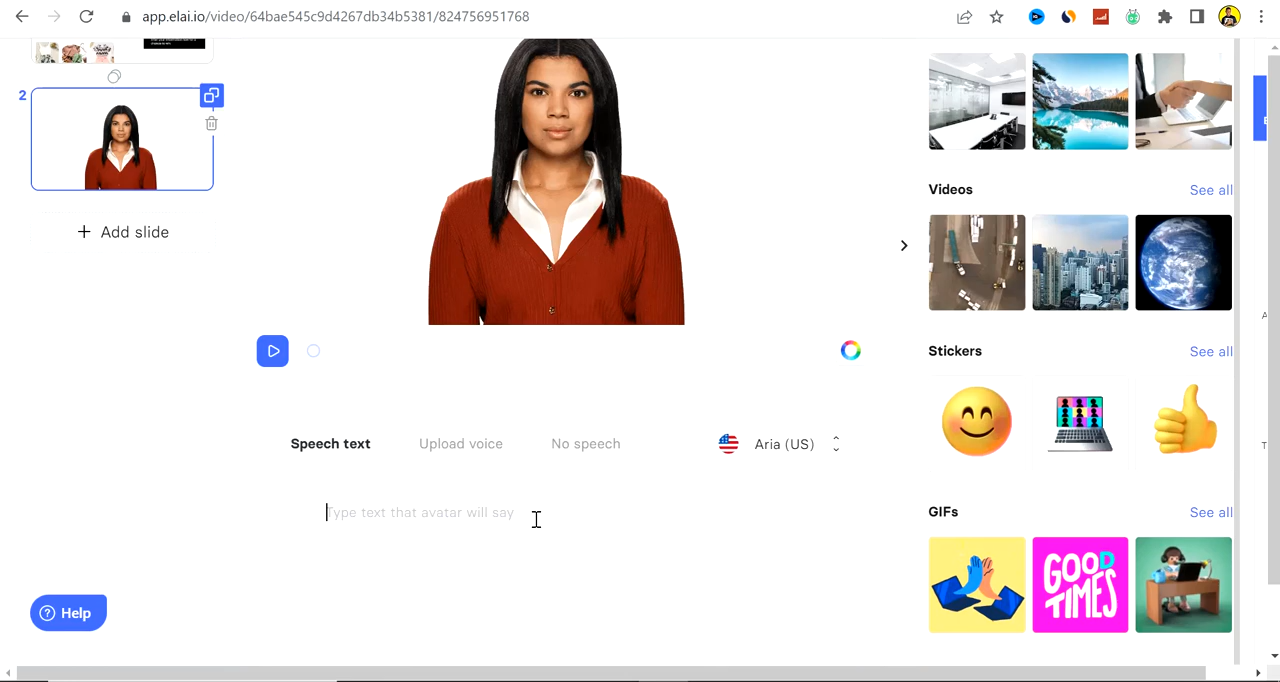 app.elai.io/video/64bae545c9d4267db34b5381/824756951768
2
Add slide
Videos
See all
Stickers
See all
Speech text
Upload voice
No speech
Aria (US)
Type text that avatar will say
GIFs
See all
GOOD
TIMES
Help